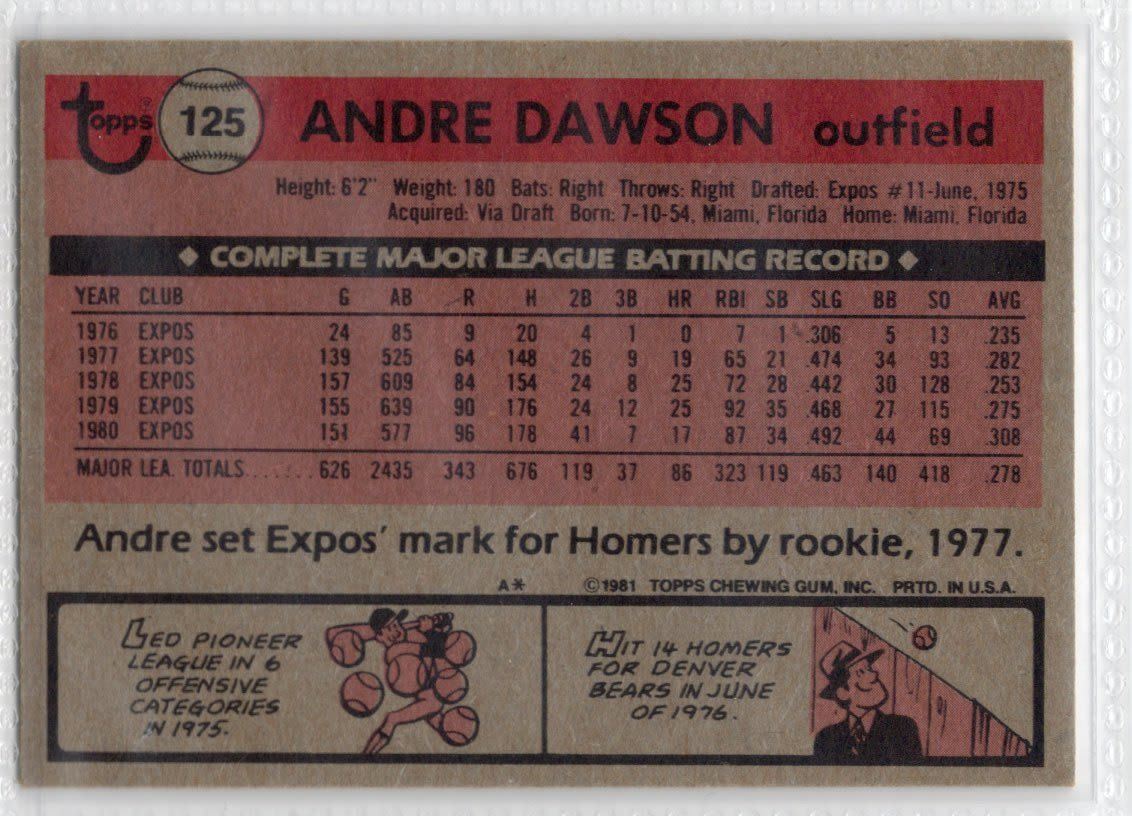 topps® 125 ANDRE DAWSON outfield
Height: 6'2" Weight: 180 Bats: Right Throws: Right Drafted: Expos #11-June, 1975
Acquired: Via Draft Born: 7-10-54, Miami, Florida Home: Miami, Florida
◆ COMPLETE MAJOR LEAGUE BATTING RECORD ◆
YEAR CLUB G AB R H 2B 3B HR RBI SB SLG BB SO AVG
1976 EXPOS 24 85 9 20 4 1 0 7 1 .306 5 13 .235
1977 EXPOS 139 525 64 148 26 9 19 65 21 .474 34 93 .282
1978 EXPOS 157 609 84 154 24 8 25 72 28 .442 30 128 .253
1979 EXPOS 155 639 90 176 24 12 25 92 35 .468 27 115 .275
1980 EXPOS 151 577 96 178 41 7 17 87 34 .492 44 69 .308
MAJOR LEA. TOTALS....... 626 2435 343 676 119 37 86 323 119 .463 140 418 .278
Andre set Expos' mark for Homers by rookie, 1977.
A* ©1981 TOPPS CHEWING GUM, INC. PRTD. IN U.S.A.
LED PIONEER
LEAGUE IN 6
OFFENSIVE
CATEGORIES
IN 1975.
HIT 14 HOMERS
FOR DENVER
BEARS IN JUNE
OF 1976.